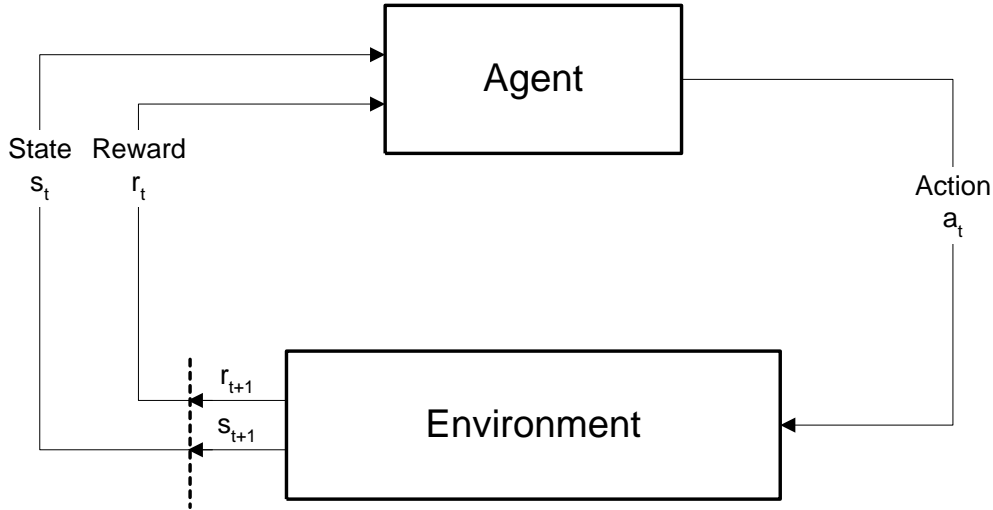 Agent
State
s_t
Reward
r_t
Action
a_t
r_{t+1}
s_{t+1}
Environment